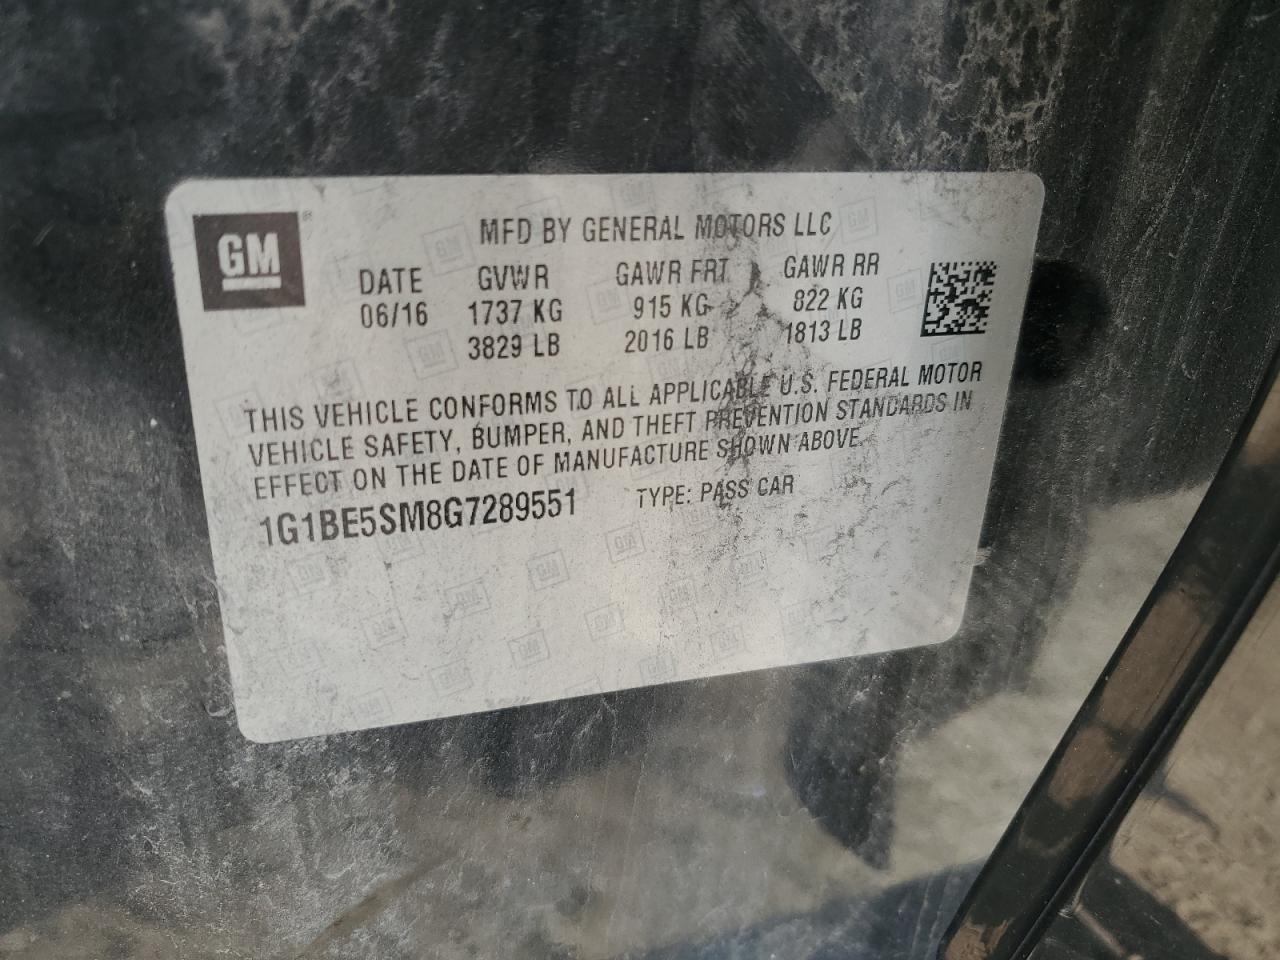 GM
MFD BY GENERAL MOTORS LLC
DATE GVWR GAWR FRT GAWR RR
06/16 1737 KG 915 KG 822 KG
3829 LB 2016 LB 1813 LB
THIS VEHICLE CONFORMS TO ALL APPLICABLE U.S. FEDERAL MOTOR
VEHICLE SAFETY, BUMPER, AND THEFT PREVENTION STANDARDS IN
EFFECT ON THE DATE OF MANUFACTURE SHOWN ABOVE
1G1BE5SM8G7289551 TYPE: PASS CAR